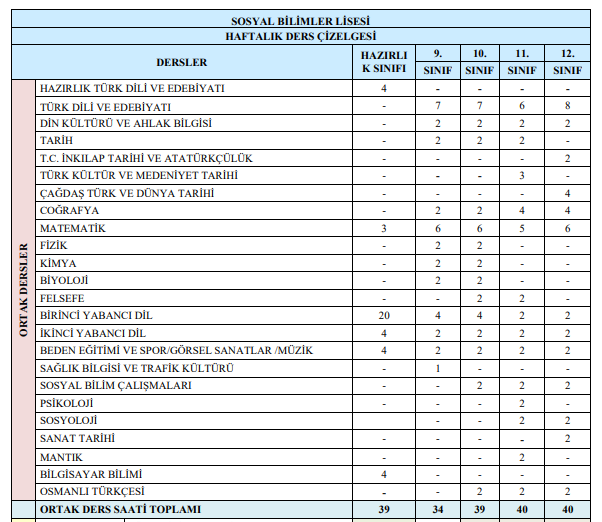 SOSYAL BİLİMLER LİSESİ
HAFTALIK DERS ÇİZELGESİ
DERSLER HAZIRLI 9. 10. 11. 12.
K SINIFI SINIF SINIF SINIF SINIF
ORTAK DERSLER
HAZIRLIK TÜRK DİLİ VE EDEBİYATI 4 - - - -
TÜRK DİLİ VE EDEBİYATI - 7 7 6 8
DİN KÜLTÜRÜ VE AHLAK BİLGİSİ - 2 2 2 2
TARİH - 2 2 2 -
T.C. İNKILAP TARİHİ VE ATATÜRKÇÜLÜK - - - - 2
TÜRK KÜLTÜR VE MEDENİYET TARİHİ - - - 3 -
ÇAĞDAŞ TÜRK VE DÜNYA TARİHİ - - - - 4
COĞRAFYA - 2 2 4 4
MATEMATİK 3 6 6 5 6
FİZİK - 2 2 - -
KİMYA - 2 2 - -
BİYOLOJİ - 2 2 - -
FELSEFE - - 2 2 -
BİRİNCİ YABANCI DİL 20 4 4 2 2
İKİNCİ YABANCI DİL 4 2 2 2 2
BEDEN EĞİTİMİ VE SPOR/GÖRSEL SANATLAR /MÜZİK 4 2 2 2 2
SAĞLIK BİLGİSİ VE TRAFİK KÜLTÜRÜ - 1 - - -
SOSYAL BİLİM ÇALIŞMALARI - - 2 2 2
PSİKOLOJİ - - - 2 -
SOSYOLOJİ - - - 2 2
SANAT TARİHİ - - - - 2
MANTIK - - - 2 -
BİLGİSAYAR BİLİMİ 4 - - - -
OSMANLI TÜRKÇESİ - - 2 2 2
ORTAK DERS SAATİ TOPLAMI 39 34 39 40 40